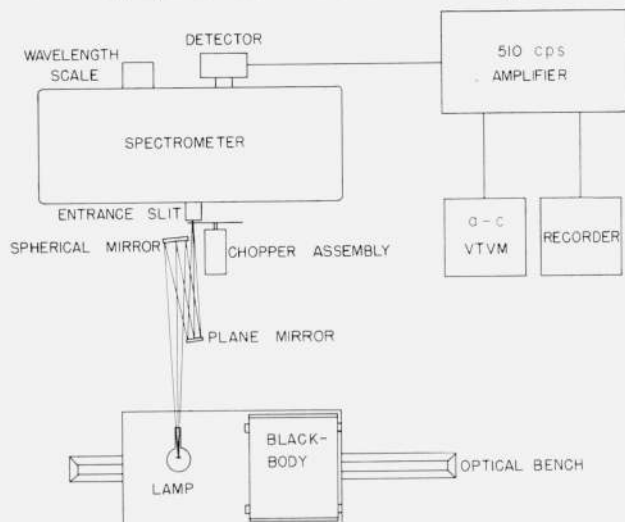 DETECTOR
WAVELENGTH
SCALE
510 cps
AMPLIFIER
SPECTROMETER
ENTRANCE SLIT
SPHERICAL MIRROR
CHOPPER ASSEMBLY
a-c
VTVM
RECORDER
PLANE MIRROR
BLACK-
BODY
LAMP
OPTICAL BENCH